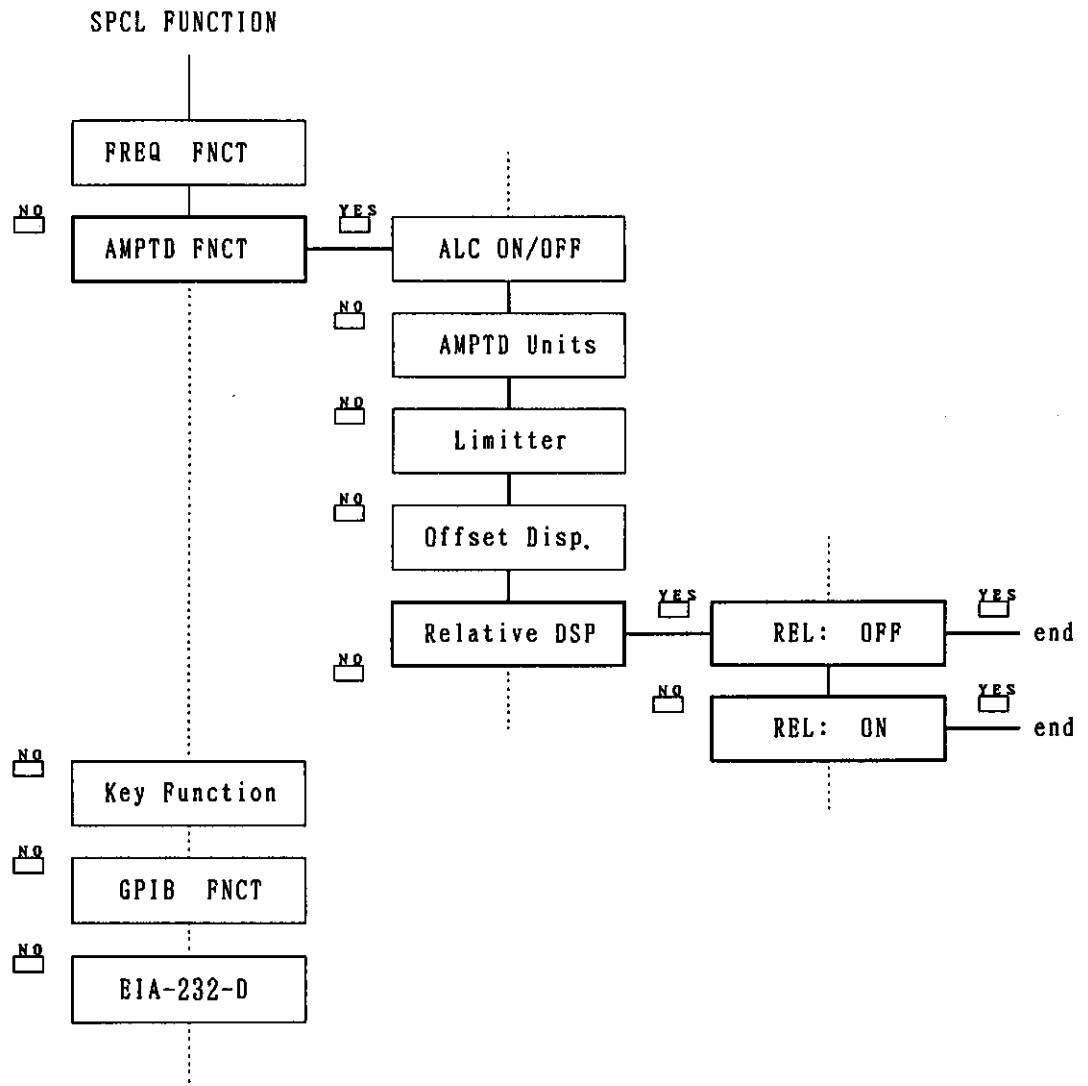 SPCL FUNCTION
FREQ FNCT
NO
YES
AMPTD FNCT
ALC ON/OFF
NO
AMPTD Units
NO
Limitter
NO
Offset Disp.
YES
YES
Relative DSP
REL: OFF
end
NO
NO
YES
REL: ON
end
NO
Key Function
NO
GPIB FNCT
NO
EIA-232-D